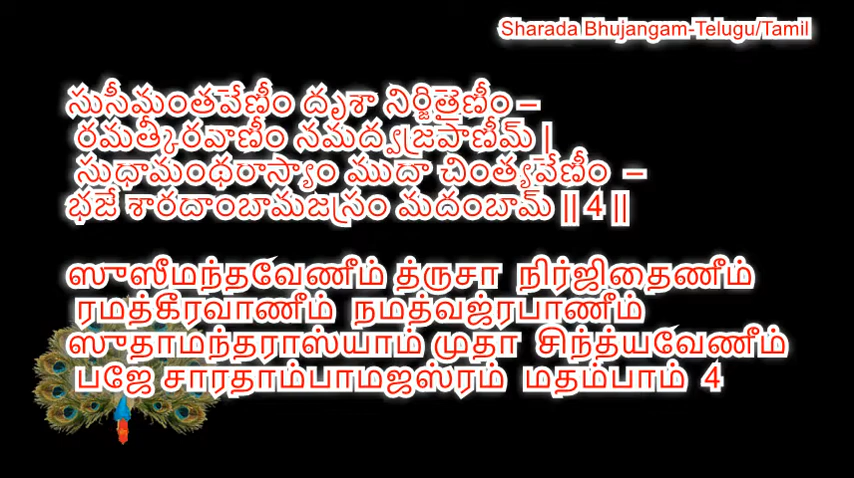 Sharada Bhujangam-Telugu/Tamil
సుసీమంతవేణీం దృశా నిర్జితైణీం –
రమత్కీరవాణీం నమద్వజ్రపాణీమ్ |
సుధామంథరాస్యాం ముదా చింత్యవేణీం –
భజే శారదాంబామజస్రం మదంబామ్ || 4 ||
ஸுஸீமந்தவேணீம் த்ருசா நிர்ஜிதைணீம்
ரமத்கீரவாணீம் நமத்வஜ்ரபாணீம்
ஸுதாமந்தராஸ்யாம் முதா சிந்த்யவேணீம்
பஜே சாரதாம்பாமஜஸ்ரம் மதம்பாம் 4